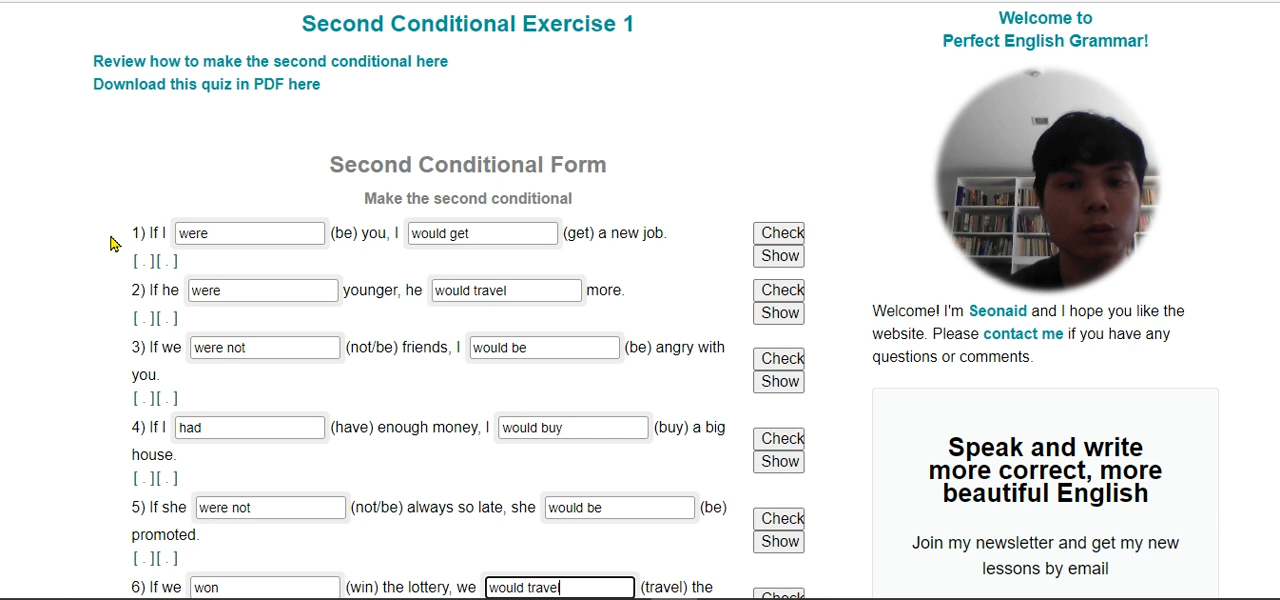 Second Conditional Exercise 1
Review how to make the second conditional here
Download this quiz in PDF here
Second Conditional Form
Make the second conditional
1) If I were (be) you, I would get (get) a new job. Check
[ . ][ . ] Show
2) If he were younger, he would travel more. Check
[ . ][ . ] Show
3) If we were not (not/be) friends, I would be (be) angry with Check
you. Show
[ . ][ . ]
4) If I had (have) enough money, I would buy (buy) a big Check
house. Show
[ . ][ . ]
5) If she were not (not/be) always so late, she would be (be) Check
promoted. Show
[ . ][ . ]
6) If we won (win) the lottery, we would travel (travel) the Check
Welcome to
Perfect English Grammar!
Welcome! I'm Seonaid and I hope you like the
website. Please contact me if you have any
questions or comments.
Speak and write
more correct, more
beautiful English
Join my newsletter and get my new
lessons by email